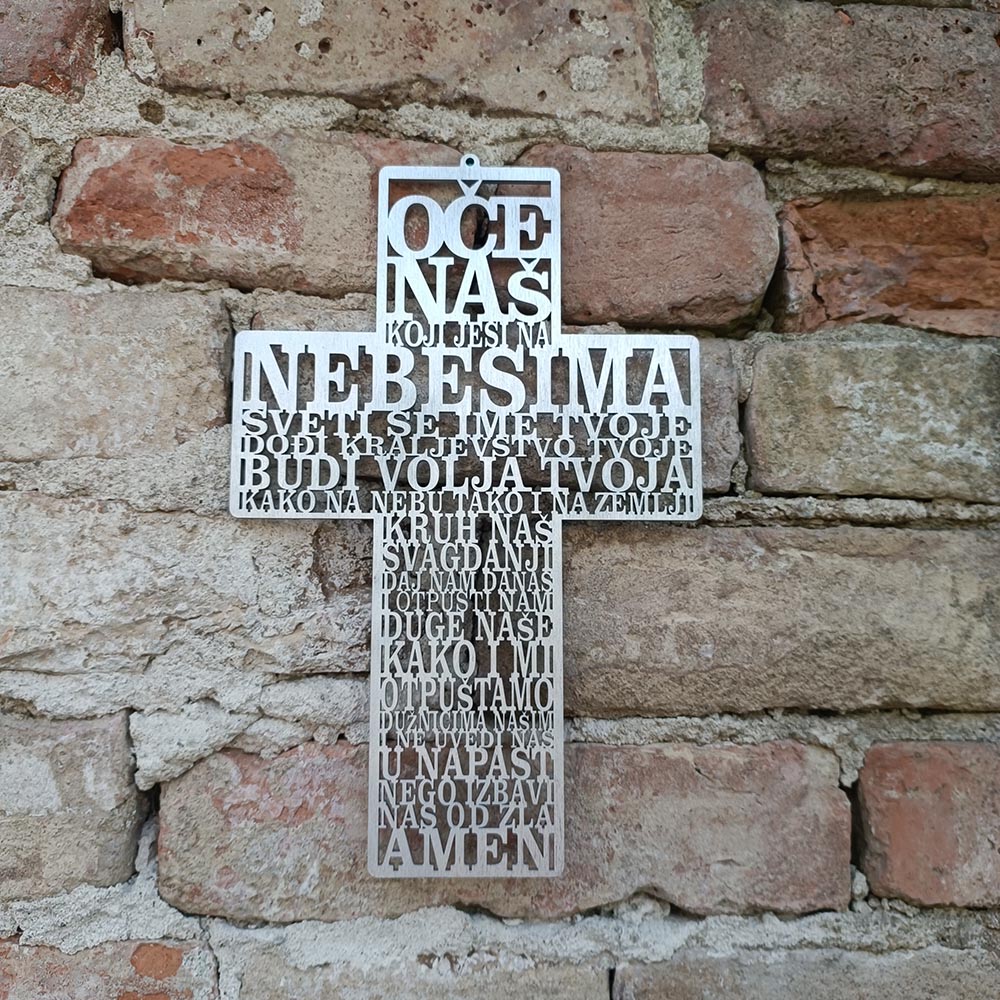 OČE
NAŠ
KOJI JESI NA
NEBESIMA
SVETI SE IME TVOJE
DOĐI KRALJEVSTVO TVOJE
BUDI VOLJA TVOJA
KAKO NA NEBU TAKO I NA ZEMLJI
KRUH NAŠ
SVAGDANJI
DAJ NAM DANAS
I OTPUSTI NAM
DUGE NAŠE
KAKO I MI
OTPUŠTAMO
DUŽNICIMA NAŠIM
I NE UVEDI NAS
U NAPAST
NEGO IZBAVI
NAS OD ZLA
AMEN